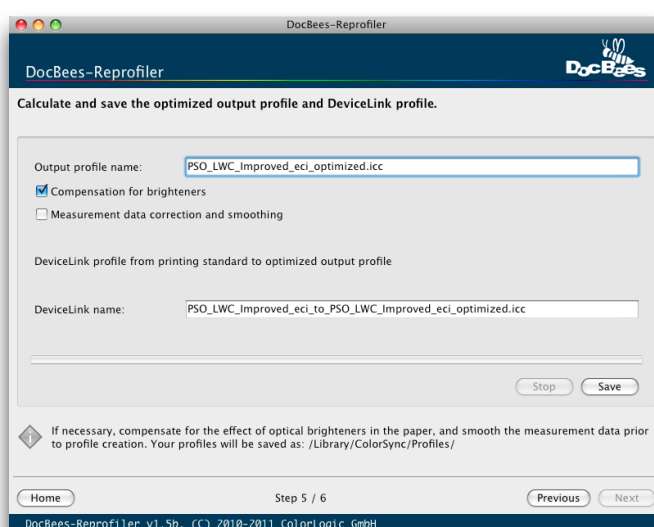 DocBees-Reprofiler
DocBees-Reprofiler
DocBees
Calculate and save the optimized output profile and DeviceLink profile.
Output profile name: PSO_LWC_Improved_eci_optimized.icc
Compensation for brighteners
Measurement data correction and smoothing
DeviceLink profile from printing standard to optimized output profile
DeviceLink name: PSO_LWC_Improved_eci_to_PSO_LWC_Improved_eci_optimized.icc
Stop Save
If necessary, compensate for the effect of optical brighteners in the paper, and smooth the measurement data prior
to profile creation. Your profiles will be saved as: /Library/ColorSync/Profiles/
Home Step 5 / 6 Previous Next
DocBees-Reprofiler v1.5b, (C) 2010-2011 ColorLogic GmbH